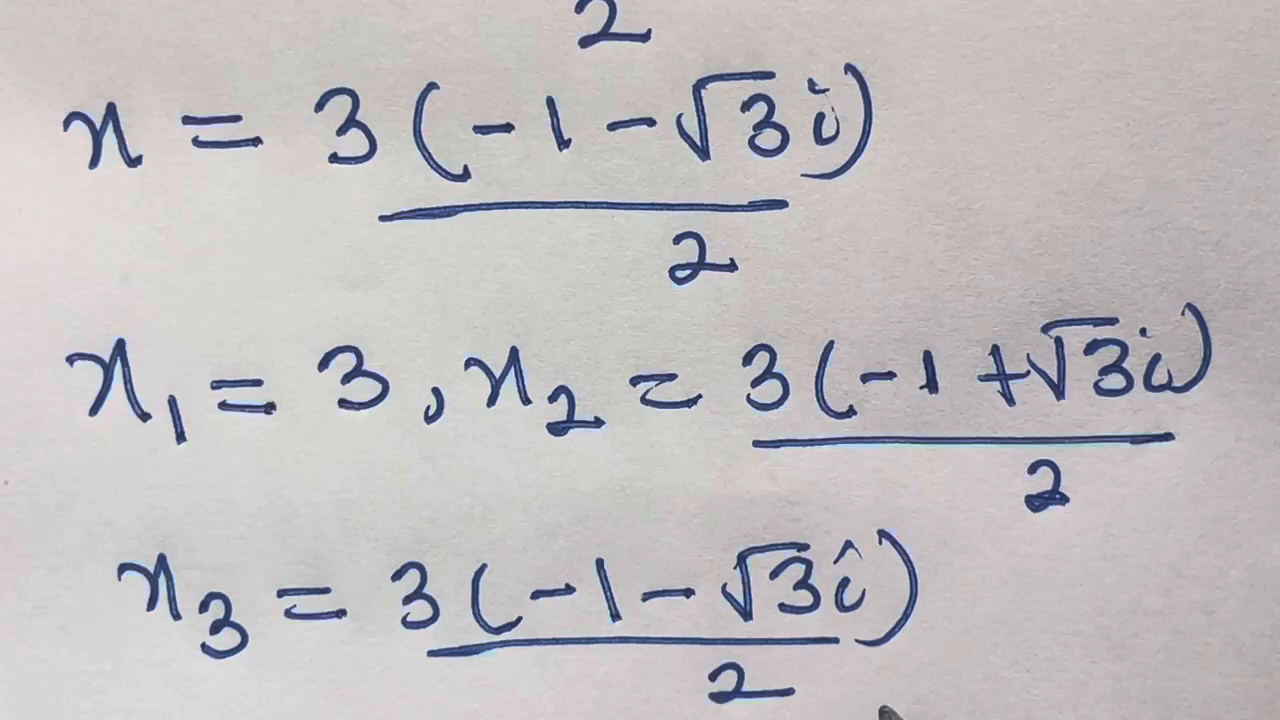 2
x = 3(-1-√3i)
2
x₁ = 3, x₂ = 3(-1+√3i)
2
x₃ = 3(-1-√3i)
2